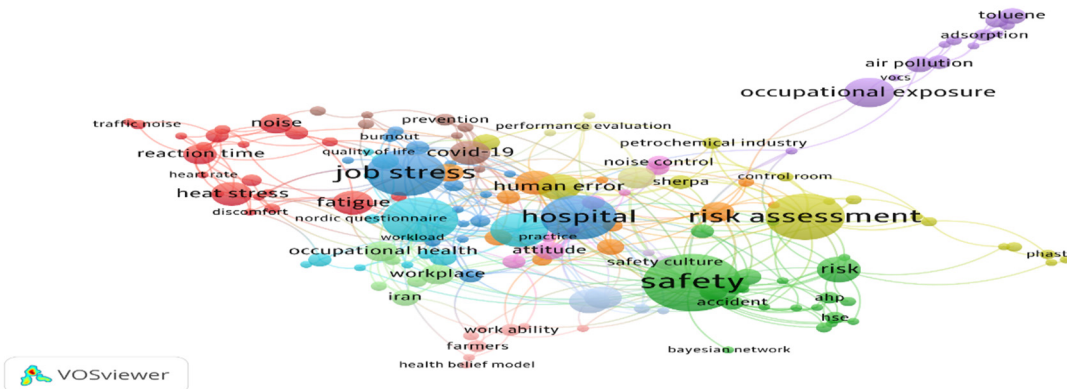 toluene
adsorption
air pollution
vocs
occupational exposure
traffic noise
noise
prevention
performance evaluation
burnout
petrochemical industry
reaction time
quality of life
covid-19
noise control
heart rate
job stress
control room
human error
sherpa
heat stress
fatigue
discomfort
nordic questionnaire
hospital
risk assessment
workload
practice
occupational health
attitude
phast
safety culture
workplace
risk
safety
iran
accident
ahp
hse
work ability
farmers
bayesian network
health belief model
VOSviewer